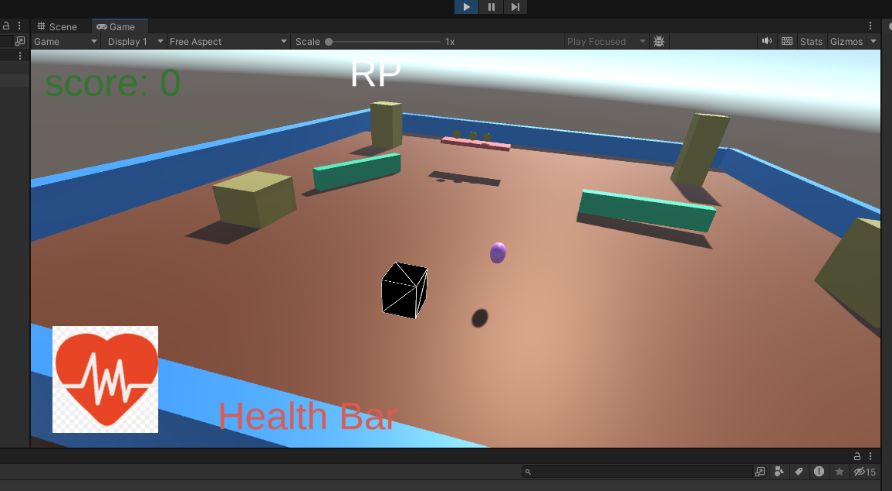 Scene Game
Game Display 1 Free Aspect Scale 1x Play Focused Stats Gizmos
score: 0
RP
Health Bar
15